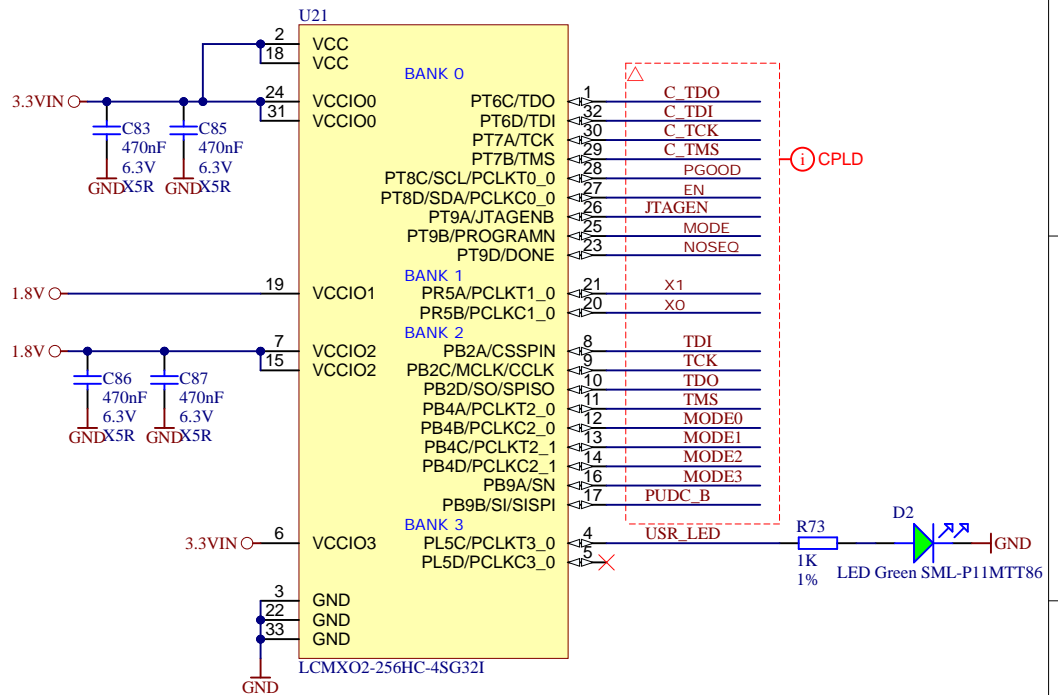 U21
2 VCC
18 VCC
BANK 0
3.3VIN 24 VCCIO0
31 VCCIO0
C83
470nF
6.3V
X5R
GND
C85
470nF
6.3V
X5R
GND
PT6C/TDO 1 C_TDO
PT6D/TDI 32 C_TDI
PT7A/TCK 30 C_TCK
PT7B/TMS 29 C_TMS
PT8C/SCL/PCLKT0_0 28 PGOOD
PT8D/SDA/PCLKC0_0 27 EN
PT9A/JTAGENB 26 JTAGEN
PT9B/PROGRAMN 25 MODE
PT9D/DONE 23 NOSEQ
i CPLD
BANK 1
1.8V 19 VCCIO1
PR5A/PCLKT1_0 21 X1
PR5B/PCLKC1_0 20 X0
BANK 2
1.8V 7 VCCIO2
15 VCCIO2
C86
470nF
6.3V
X5R
GND
C87
470nF
6.3V
X5R
GND
PB2A/CSSPIN 8 TDI
PB2C/MCLK/CCLK 9 TCK
PB2D/SO/SPISO 10 TDO
PB4A/PCLKT2_0 11 TMS
PB4B/PCLKC2_0 12 MODE0
PB4C/PCLKT2_1 13 MODE1
PB4D/PCLKC2_1 14 MODE2
PB9A/SN 16 MODE3
PB9B/SI/SISPI 17 PUDC_B
BANK 3
3.3VIN 6 VCCIO3
PL5C/PCLKT3_0 4 USR_LED
PL5D/PCLKC3_0 5
R73
1K
1%
D2
LED Green SML-P11MTT86
GND
3 GND
22 GND
33 GND
GND
LCMXO2-256HC-4SG32I